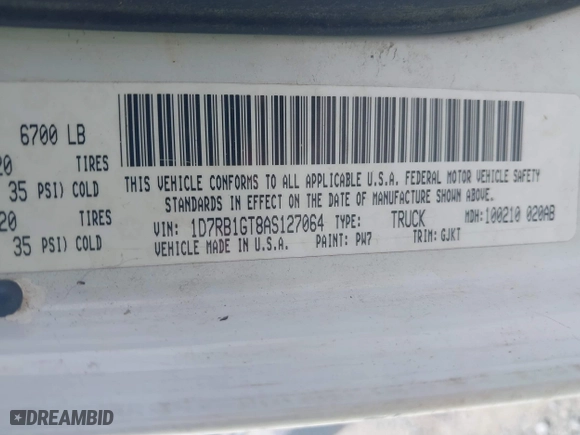 6700 LB
20 TIRES
35 PSI) COLD
20 TIRES
35 PSI) COLD
THIS VEHICLE CONFORMS TO ALL APPLICABLE U.S.A. FEDERAL MOTOR VEHICLE SAFETY
STANDARDS IN EFFECT ON THE DATE OF MANUFACTURE SHOWN ABOVE.
VIN: 1D7RB1GT8AS127064 TYPE: TRUCK MDH: 100210 020AB
VEHICLE MADE IN U.S.A. PAINT: PW7 TRIM: GJKT
DREAMBID